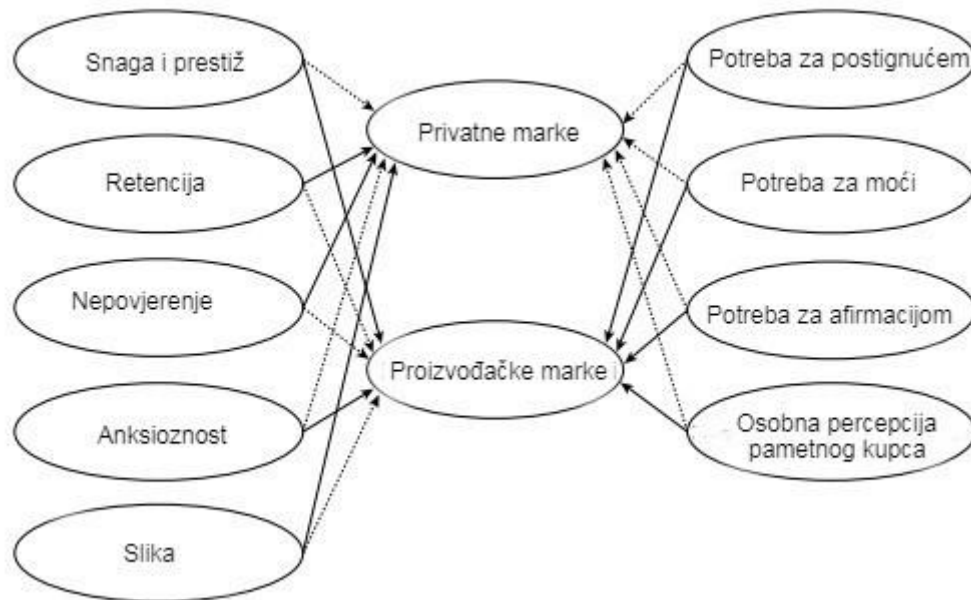 Snaga i prestiž
Retencija
Nepovjerenje
Anksioznost
Slika
Privatne marke
Proizvođačke marke
Potreba za postignućem
Potreba za moći
Potreba za afirmacijom
Osobna percepcija
pametnog kupca